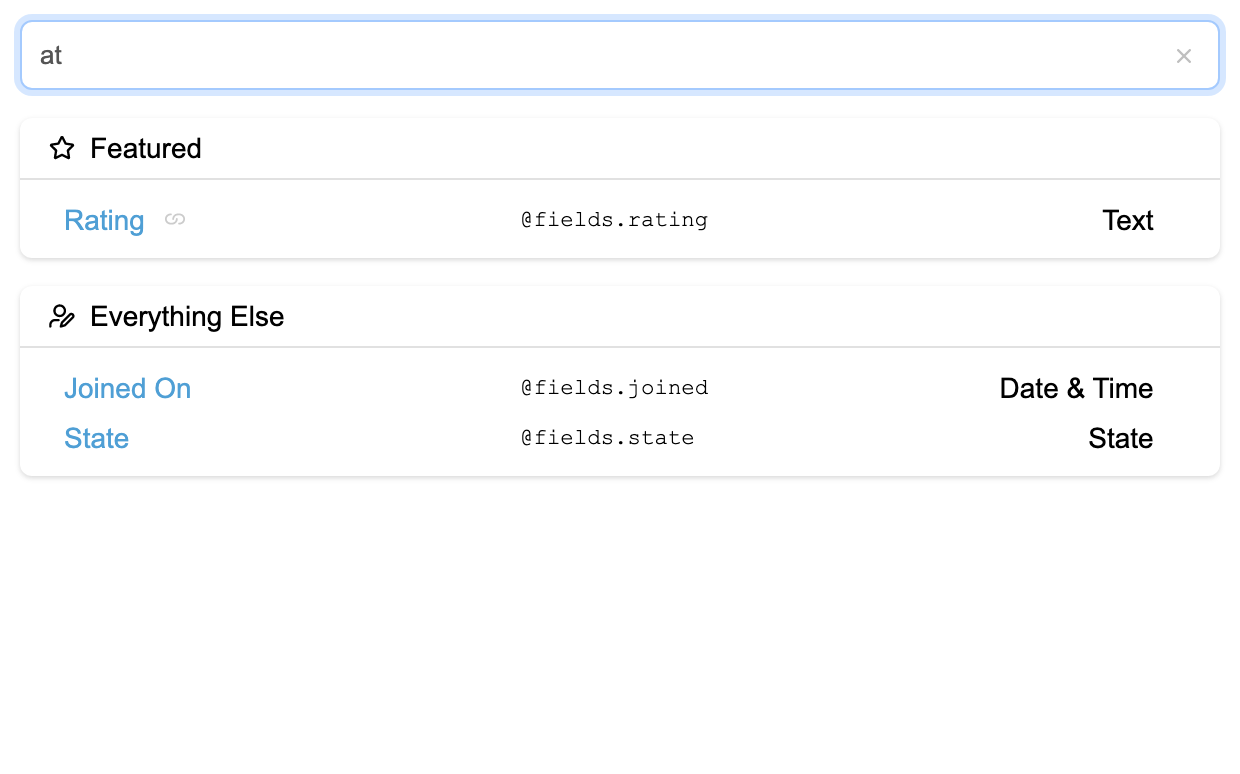 at
Featured
Rating @fields.rating Text
Everything Else
Joined On @fields.joined Date & Time
State @fields.state State